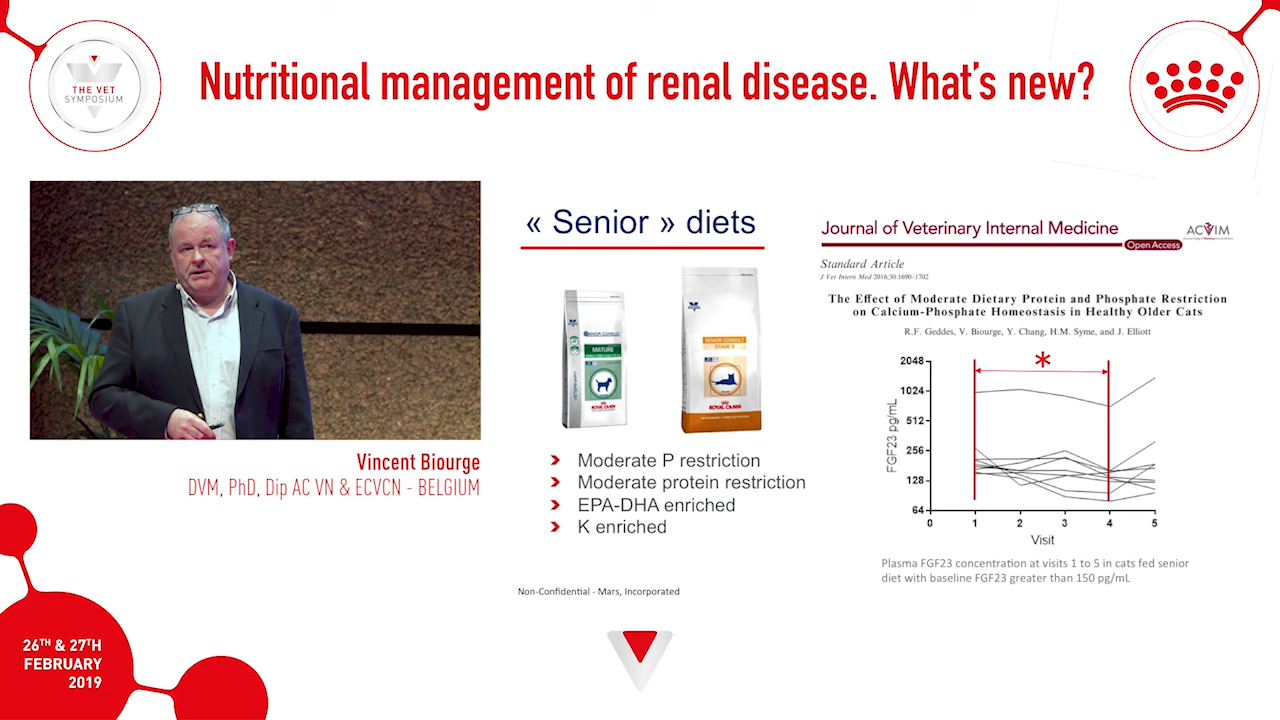 Nutritional management of renal disease. What's new?
THE VET
SYMPOSIUM
Vincent Biourge
DVM, PhD, Dip AC VN & ECVCN - BELGIUM
« Senior » diets
MATURE
ROYAL CANIN
SENIOR CONSULT
STAGE 2
ROYAL CANIN
Moderate P restriction
Moderate protein restriction
EPA-DHA enriched
K enriched
Non-Confidential - Mars, Incorporated
Journal of Veterinary Internal Medicine
Open Access
ACVIM
Standard Article
J Vet Intern Med 2016;30:1690–1702
The Effect of Moderate Dietary Protein and Phosphate Restriction
on Calcium-Phosphate Homeostasis in Healthy Older Cats
R.F. Geddes, V. Biourge, Y. Chang, H.M. Syme, and J. Elliott
*
FGF23 pg/mL
2048
1024
512
256
128
64
0 1 2 3 4 5
Visit
Plasma FGF23 concentration at visits 1 to 5 in cats fed senior
diet with baseline FGF23 greater than 150 pg/mL
26TH & 27TH
FEBRUARY
2019